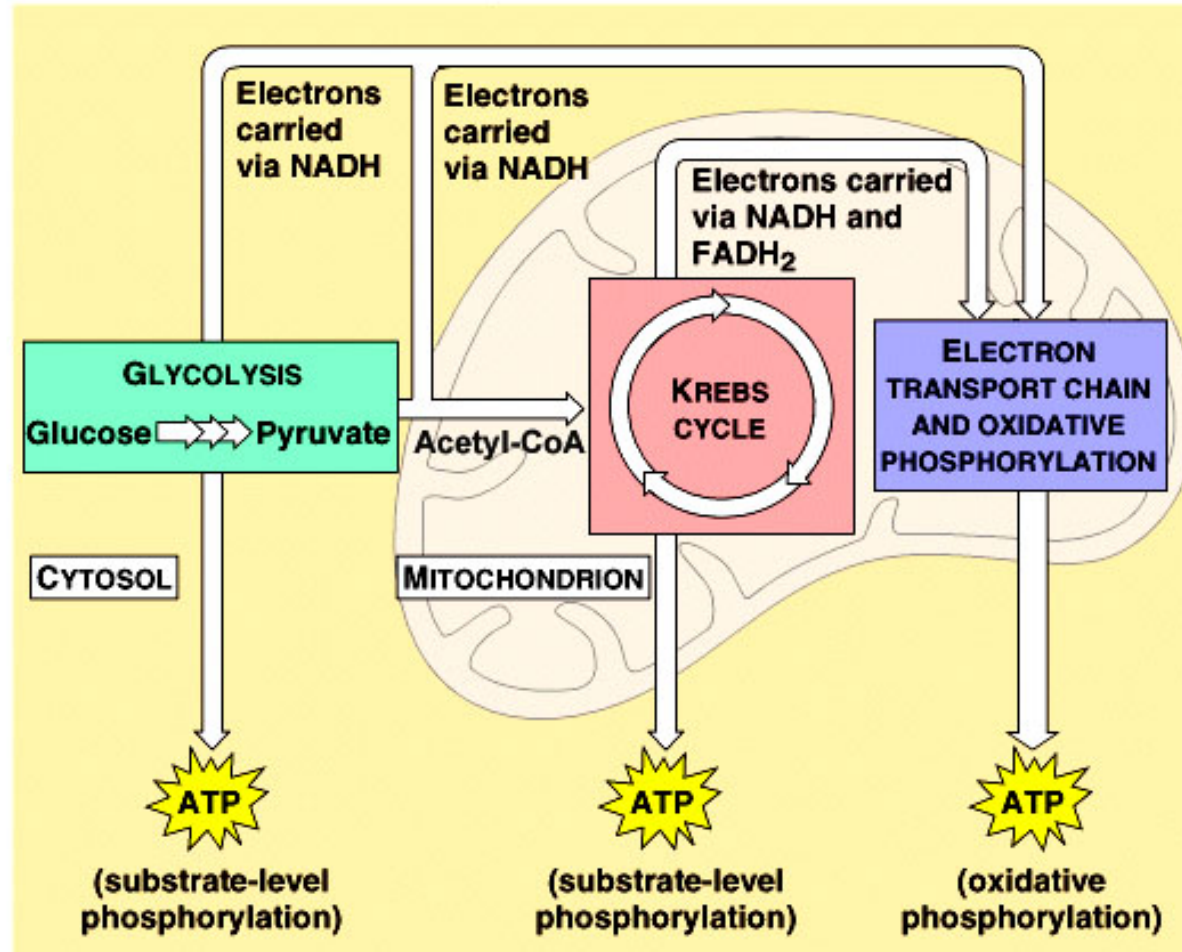 Electrons
carried
via NADH
Electrons
carried
via NADH
Electrons carried
via NADH and
FADH₂
GLYCOLYSIS
Glucose Pyruvate
Acetyl-CoA
KREBS
CYCLE
ELECTRON
TRANSPORT CHAIN
AND OXIDATIVE
PHOSPHORYLATION
CYTOSOL
MITOCHONDRION
ATP
(substrate-level
phosphorylation)
ATP
(substrate-level
phosphorylation)
ATP
(oxidative
phosphorylation)